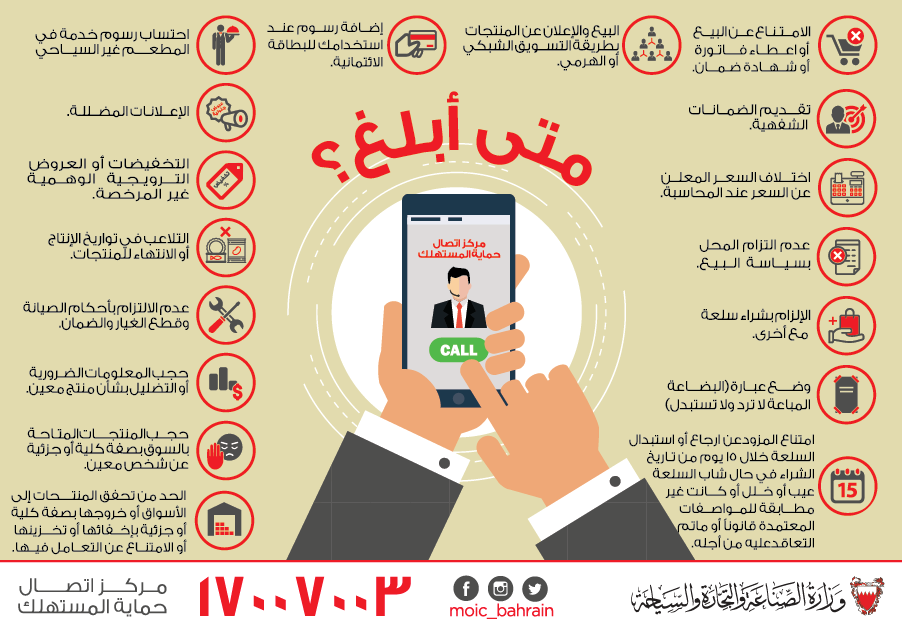 متى أبلغ؟
الامتناع عن البيع
أو اعطاء فاتورة
أو شهادة ضمان.
تقديم الضمانات
الشفهية.
اختلاف السعر المعلن
عن السعر عند المحاسبة.
عدم التزام المحل
بسياسة البيع.
الإلزام بشراء سلعة
مع أخرى.
وضع عبارة (البضاعة
المباعة لا ترد ولا تستبدل)
امتناع المزود عن ارجاع أو استبدال
السلعة خلال ١٥ يوم من تاريخ
الشراء في حال شاب السلعة
عيب أو خلل أو كانت غير
مطابقة للمواصفات
المعتمدة قانوناً أو ماتم
التعاقد عليه من أجله.
15
البيع والإعلان عن المنتجات
بطريقة التسويق الشبكي
أو الهرمي.
إضافة رسوم عند
استخدامك للبطاقة
الائتمانية.
احتساب رسوم خدمة في
المطعم غير السياحي
الإعلانات المضللة.
التخفيضات أو العروض
الترويجية الوهمية
غير المرخصة.
تخفيض
%
التلاعب في تواريخ الإنتاج
أو الانتهاء للمنتجات.
عدم الالتزام بأحكام الصيانة
وقطع الغيار والضمان.
حجب المعلومات الضرورية
أو التضليل بشأن منتج معين.
$
حجب المنتجات المتاحة
بالسوق بصفة كلية أو جزئية
عن شخص معين.
الحد من تدفق المنتجات إلى
الأسواق أو خروجها بصفة كلية
أو جزئية بإخفائها أو تخزينها
أو الامتناع عن التعامل فيها.
مركز اتصال
حماية المستهلك
CALL
وزارة الصناعة والتجارة والسياحة
moic_bahrain
١٧٠٠٧٠٠٣
مركز اتصال
حماية المستهلك